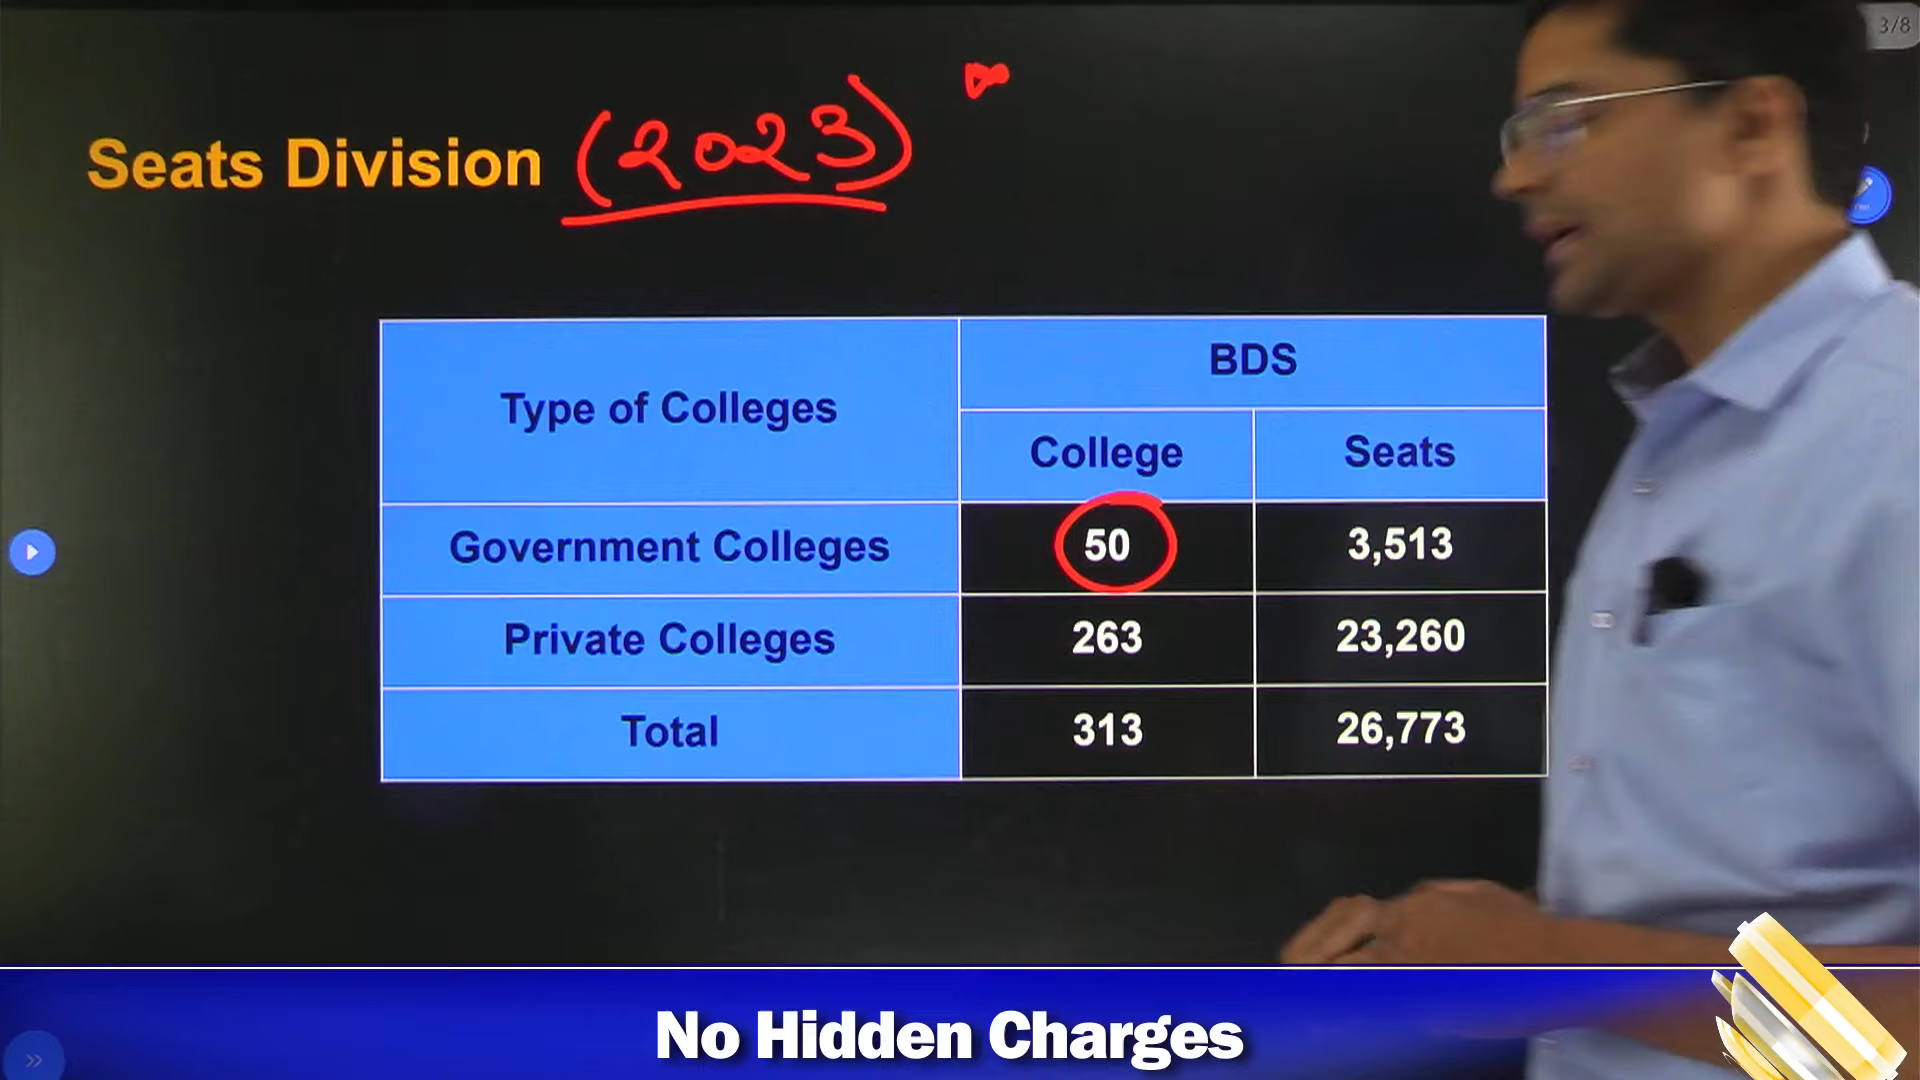 3/8
Seats Division (2023)
Type of Colleges
BDS
College
Seats
Government Colleges
50
3,513
Private Colleges
263
23,260
Total
313
26,773
No Hidden Charges